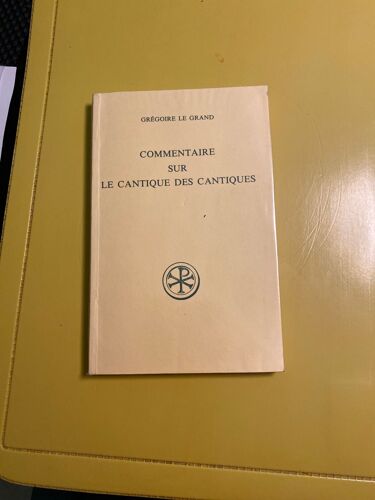 GRÉGOIRE LE GRAND
COMMENTAIRE
SUR
LE CANTIQUE DES CANTIQUES